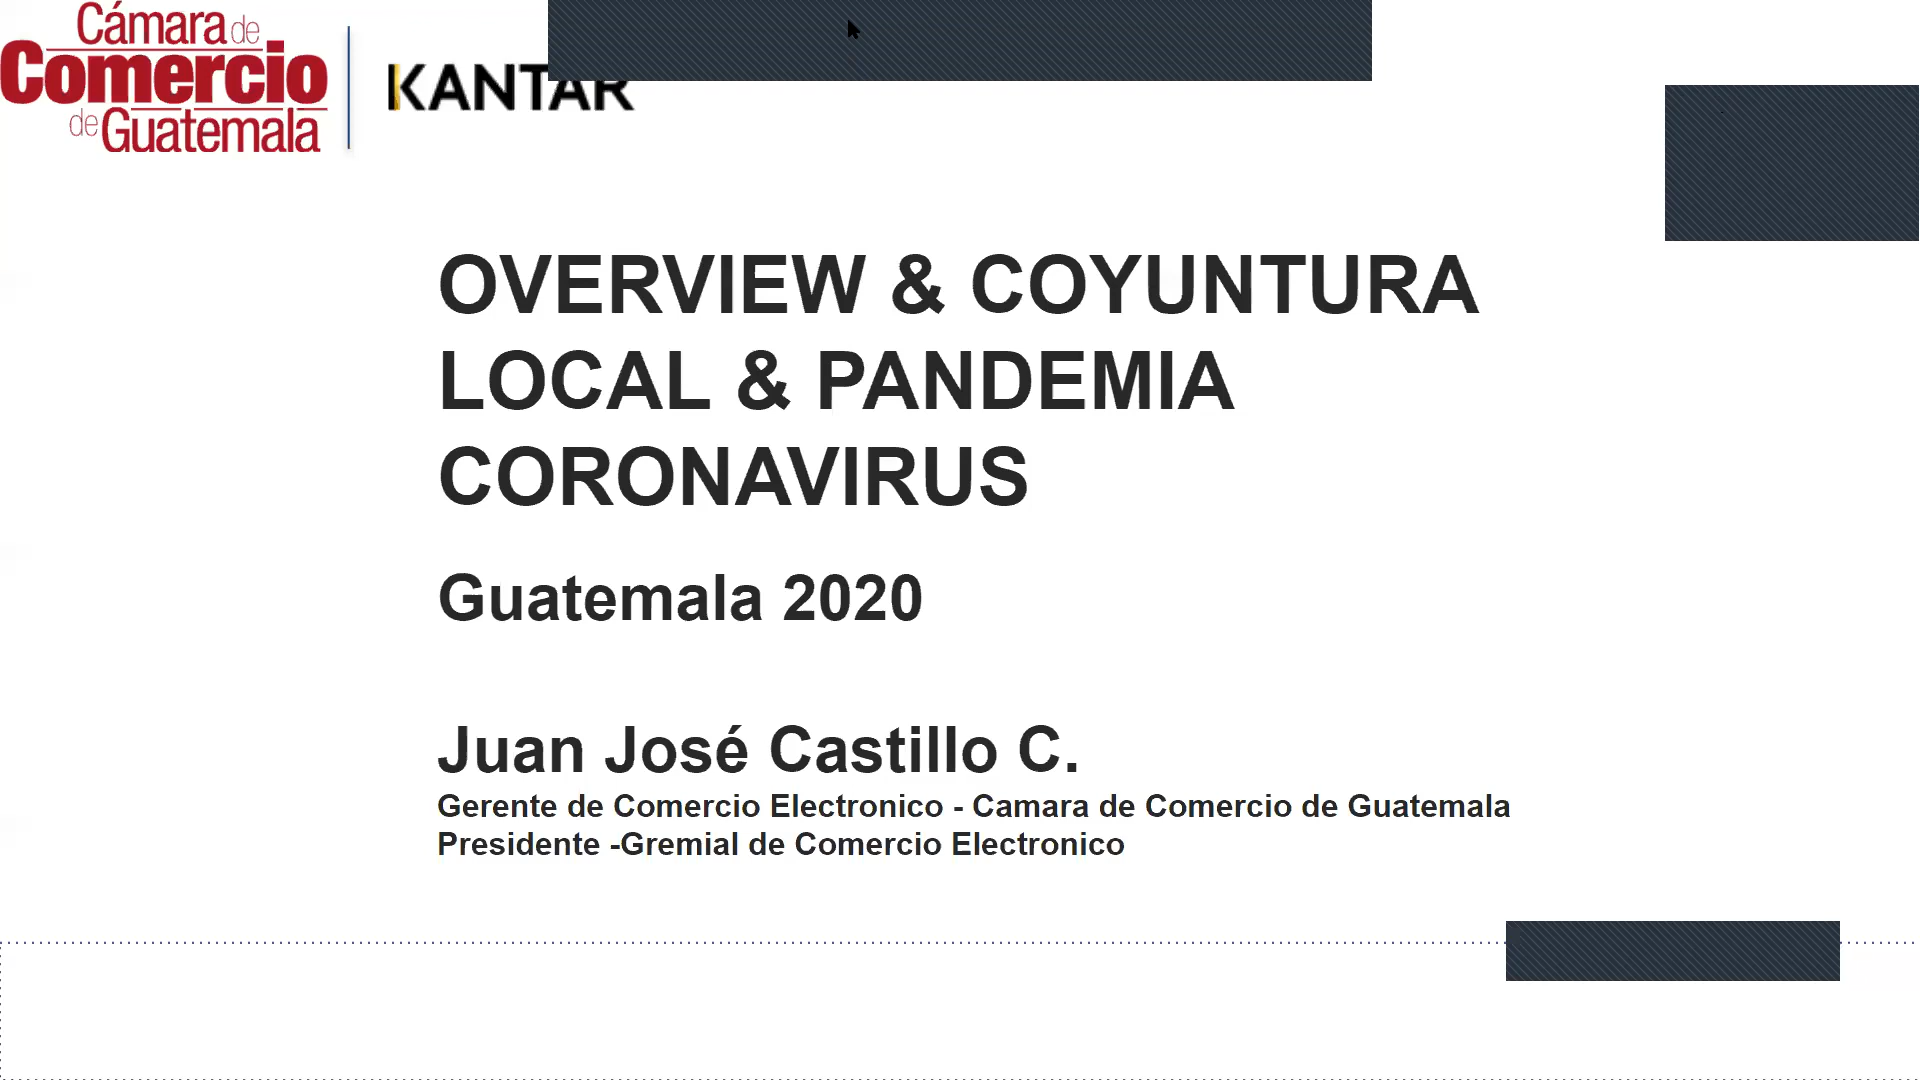 Cámara de
Comercio
de Guatemala
KANTAR
OVERVIEW & COYUNTURA
LOCAL & PANDEMIA
CORONAVIRUS
Guatemala 2020
Juan José Castillo C.
Gerente de Comercio Electronico - Camara de Comercio de Guatemala
Presidente -Gremial de Comercio Electronico